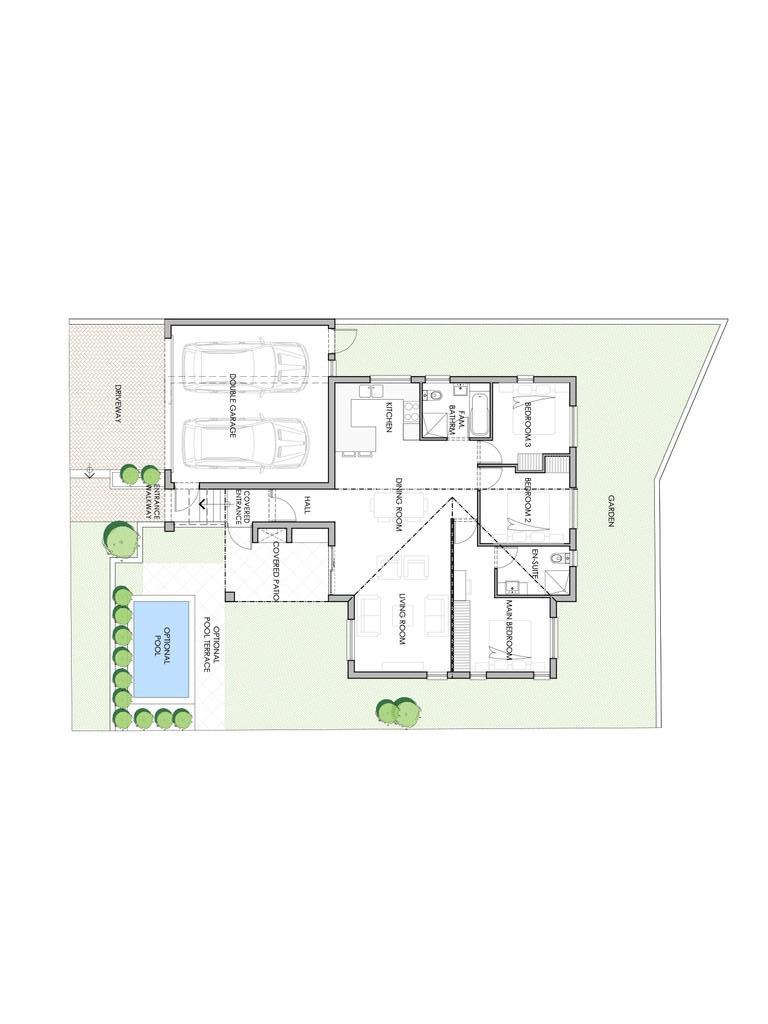 DRIVEWAY
DOUBLE GARAGE
ENTRANCE
WALKWAY
COVERED
ENTRANCE
HALL
KITCHEN
FAM.
BATHRM
BEDROOM 3
BEDROOM 2
DINING ROOM
EN-SUITE
MAIN BEDROOM
LIVING ROOM
COVERED PATIO
OPTIONAL
POOL TERRACE
OPTIONAL
POOL
GARDEN